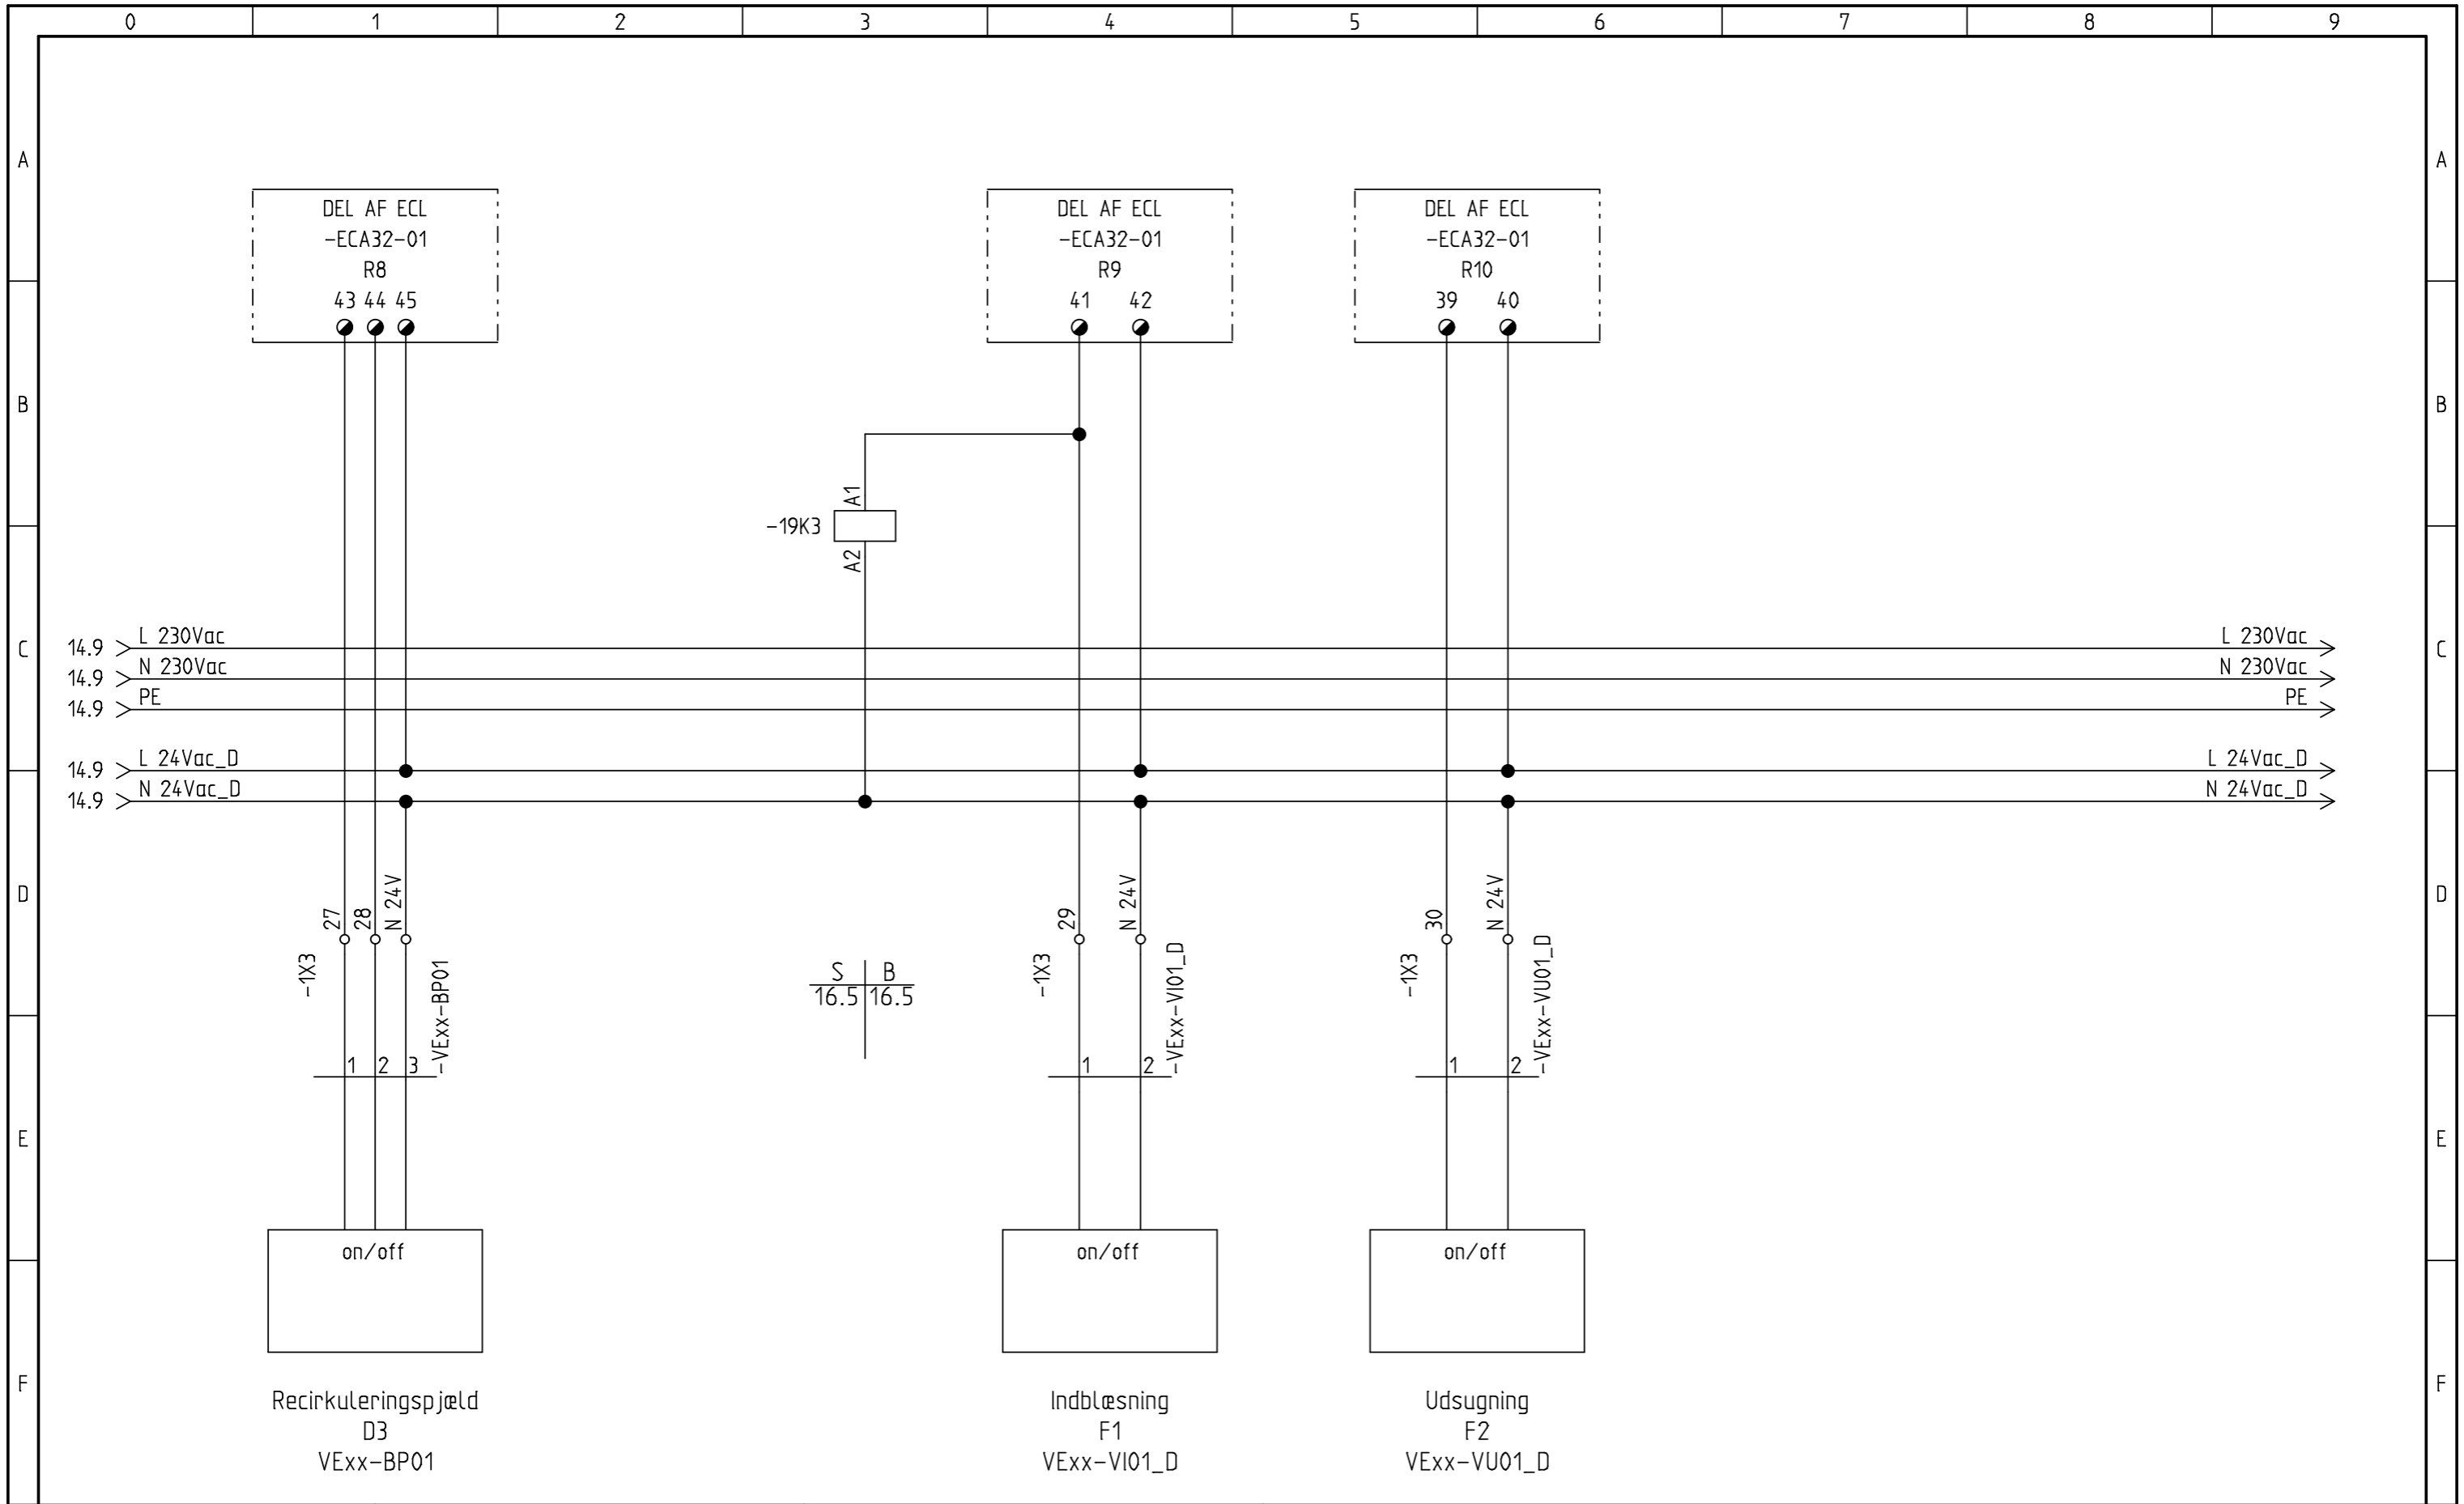 0 1 2 3 4 5 6 7 8 9
A A
DEL AF ECL
-ECA32-01
R8
43 44 45
DEL AF ECL
-ECA32-01
R9
41 42
DEL AF ECL
-ECA32-01
R10
39 40
B B
A1
-19K3
A2
C C
14.9 L 230Vac L 230Vac
14.9 N 230Vac N 230Vac
14.9 PE PE
14.9 L 24Vac_D L 24Vac_D
14.9 N 24Vac_D N 24Vac_D
D D
27 28 N 24V
-1X3
-VExx-BP01
1 2 3
S B
16.5 16.5
29 N 24V
-1X3
-VExx-VI01_D
1 2
30 N 24V
-1X3
-VExx-VU01_D
1 2
E E
on/off on/off on/off
F F
Recirkuleringspjæld
D3
VExx-BP01
Indblæsning
F1
VExx-VI01_D
Udsugning
F2
VExx-VU01_D